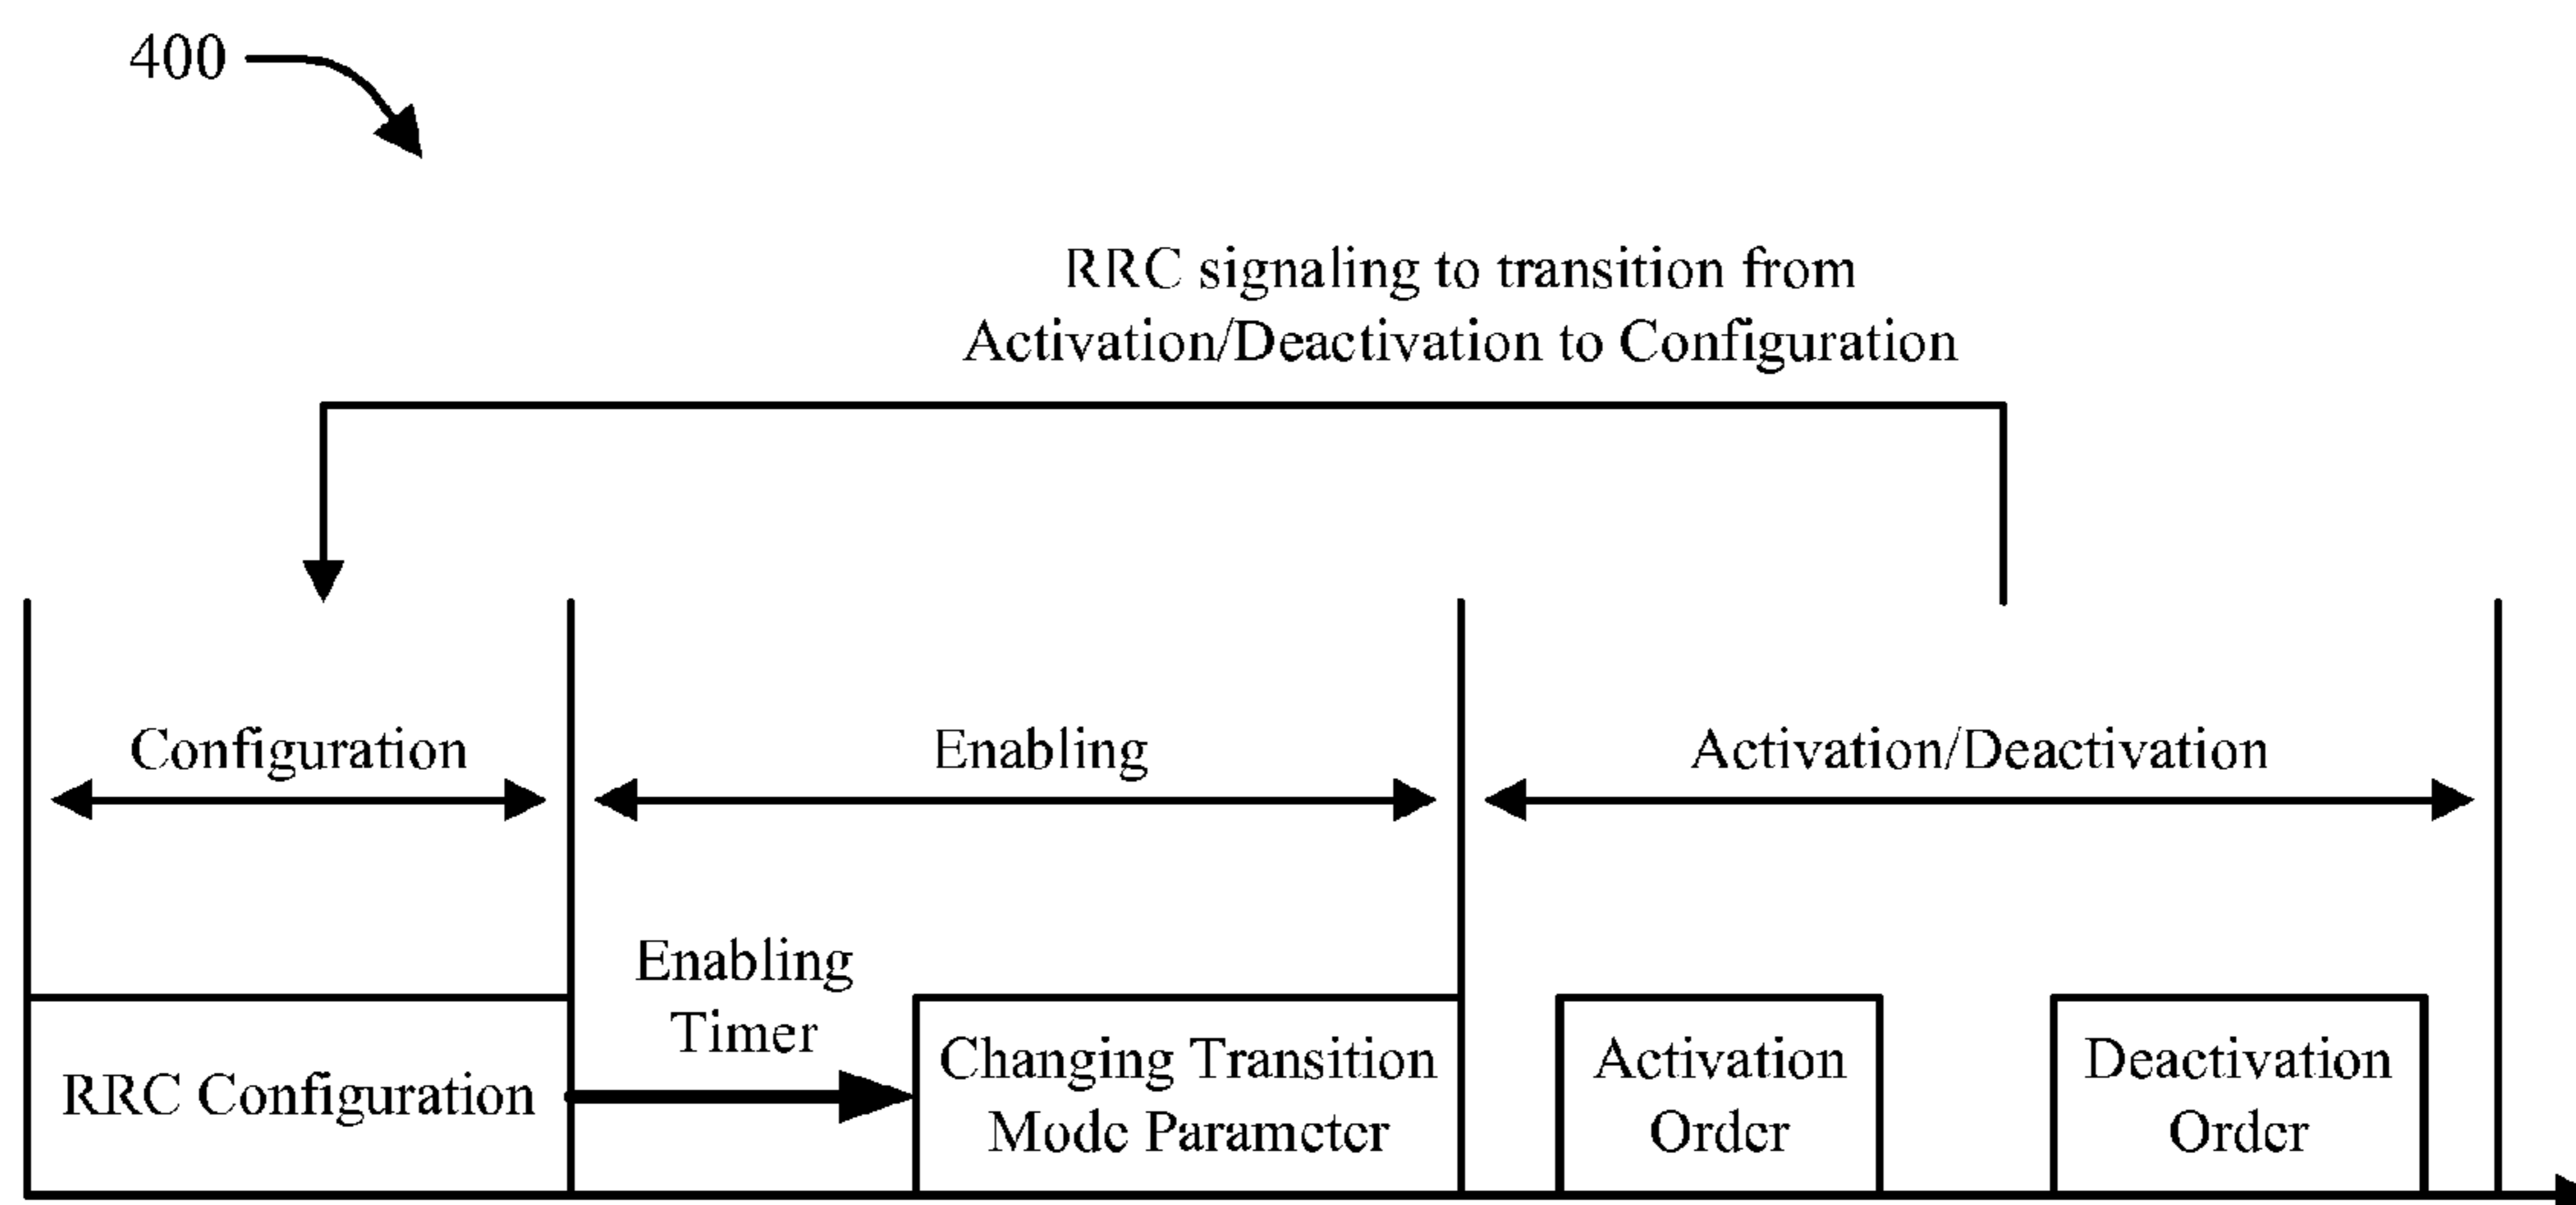 400
RRC signaling to transition from
Activation/Deactivation to Configuration
Configuration
Enabling
Activation/Deactivation
Enabling
Timer
RRC Configuration
Changing Transition
Mode Parameter
Activation
Order
Deactivation
Order